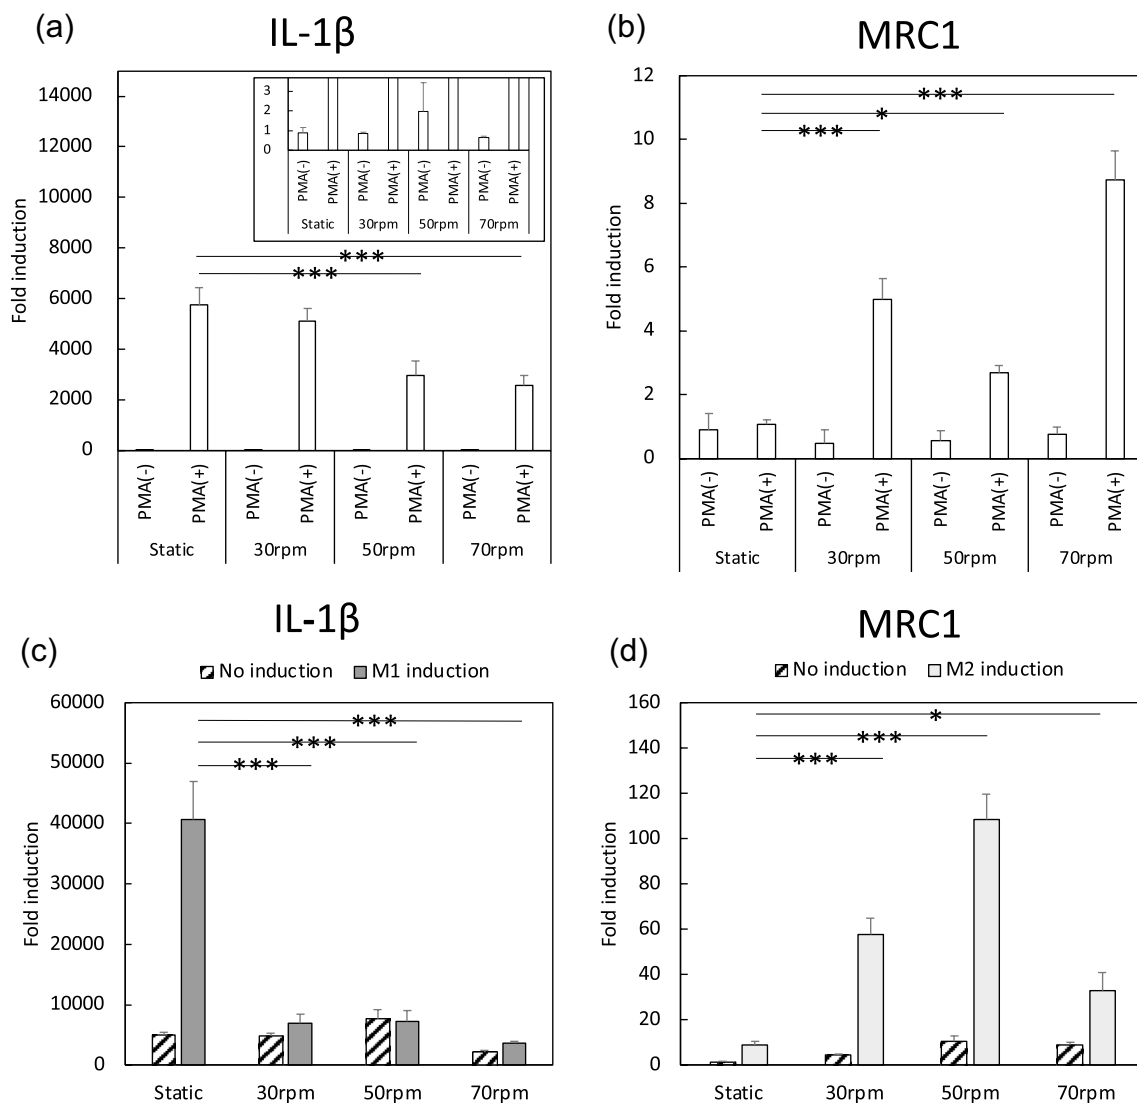 (a)
IL-1β
Fold induction
14000
12000
10000
8000
6000
4000
2000
0
3
2
1
0
PMA(-)
PMA(+)
PMA(-)
PMA(+)
PMA(-)
PMA(+)
PMA(-)
PMA(+)
Static
30rpm
50rpm
70rpm
***
***
PMA(-)
PMA(+)
PMA(-)
PMA(+)
PMA(-)
PMA(+)
PMA(-)
PMA(+)
Static
30rpm
50rpm
70rpm
(b)
MRC1
Fold induction
12
10
8
6
4
2
0
***
*
***
PMA(-)
PMA(+)
PMA(-)
PMA(+)
PMA(-)
PMA(+)
PMA(-)
PMA(+)
Static
30rpm
50rpm
70rpm
(c)
IL-1β
No induction M1 induction
Fold induction
60000
50000
40000
30000
20000
10000
0
***
***
***
Static
30rpm
50rpm
70rpm
(d)
MRC1
No induction M2 induction
Fold induction
160
140
120
100
80
60
40
20
0
*
***
***
Static
30rpm
50rpm
70rpm